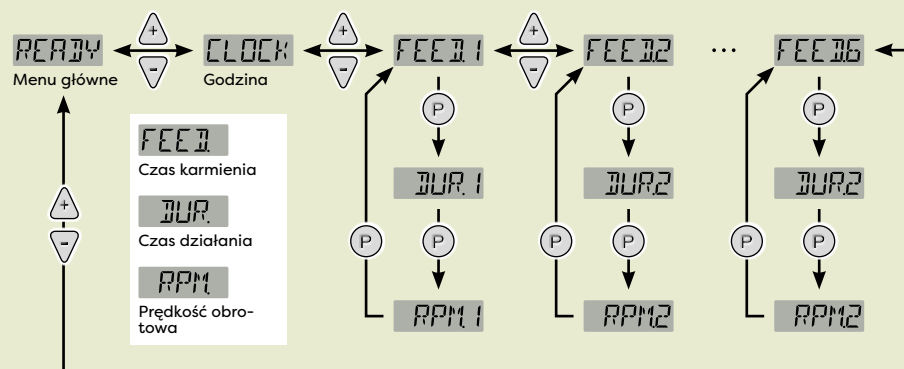 READY + - CLOCK + - FEED.1 + - FEED.2 ... FEED.6
Menu główne Godzina
P P P
FEED.
Czas karmienia
DUR.1 DUR.2 DUR.2
DUR.
Czas działania
+
-
P P P P P P
RPM.
Prędkość obro-
towa
RPM.1 RPM.2 RPM.2